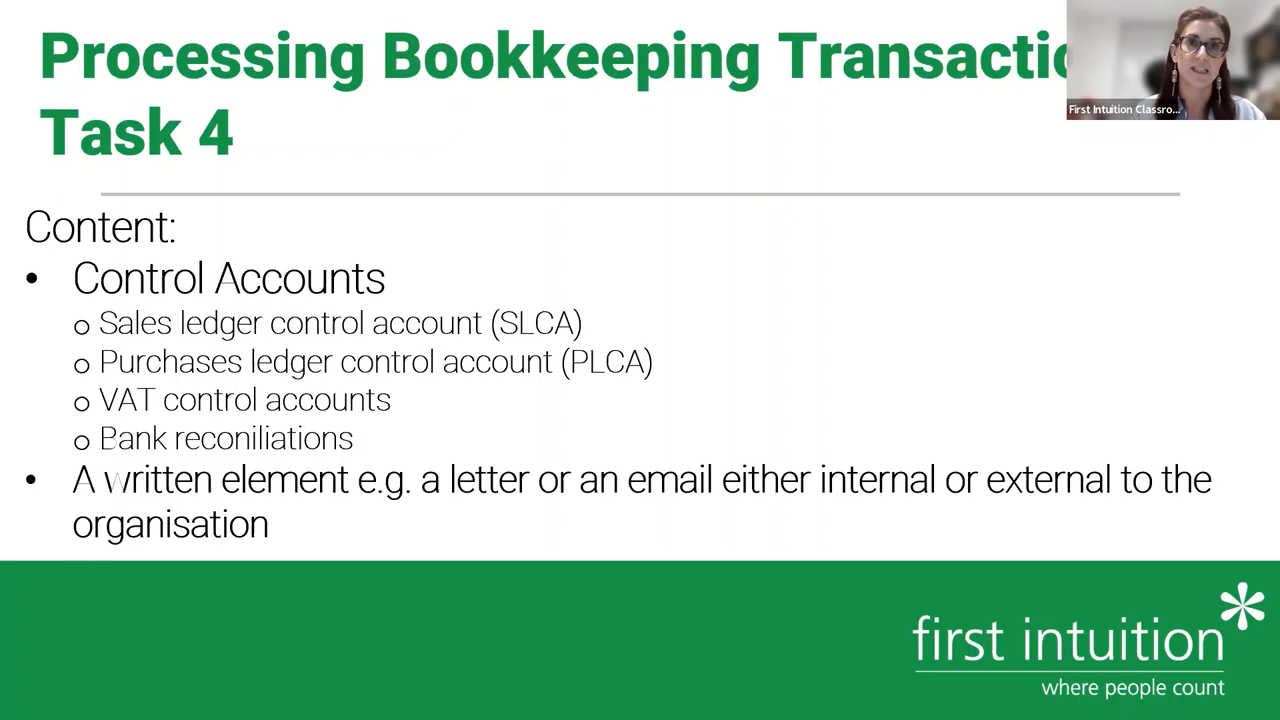 Processing Bookkeeping Transactio
Task 4
First Intuition Classro...
Content:
• Control Accounts
o Sales ledger control account (SLCA)
o Purchases ledger control account (PLCA)
o VAT control accounts
o Bank reconiliations
• A written element e.g. a letter or an email either internal or external to the
organisation
first intuition
where people count